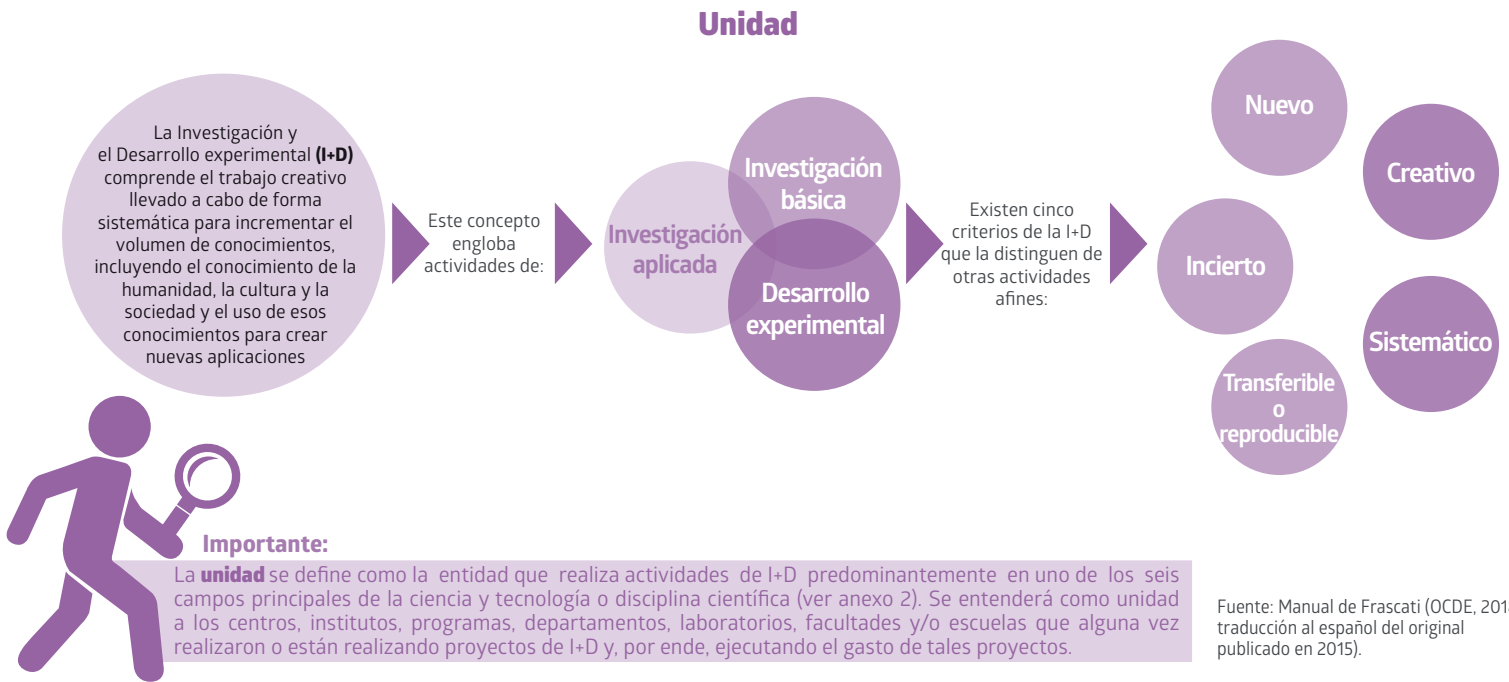 Unidad
La Investigación y
el Desarrollo experimental (I+D)
comprende el trabajo creativo
llevado a cabo de forma
sistemática para incrementar el
volumen de conocimientos,
incluyendo el conocimiento de la
humanidad, la cultura y la
sociedad y el uso de esos
conocimientos para crear
nuevas aplicaciones
Este concepto
engloba
actividades de:
Investigación
básica
Investigación
aplicada
Desarrollo
experimental
Existen cinco
criterios de la I+D
que la distinguen de
otras actividades
afines:
Nuevo
Creativo
Incierto
Sistemático
Transferible
o
reproducible
Importante:
La unidad se define como la entidad que realiza actividades de I+D predominantemente en uno de los seis
campos principales de la ciencia y tecnología o disciplina científica (ver anexo 2). Se entenderá como unidad
a los centros, institutos, programas, departamentos, laboratorios, facultades y/o escuelas que alguna vez
realizaron o están realizando proyectos de I+D y, por ende, ejecutando el gasto de tales proyectos.
Fuente: Manual de Frascati (OCDE,
traducción al español del original
publicado en 2015).